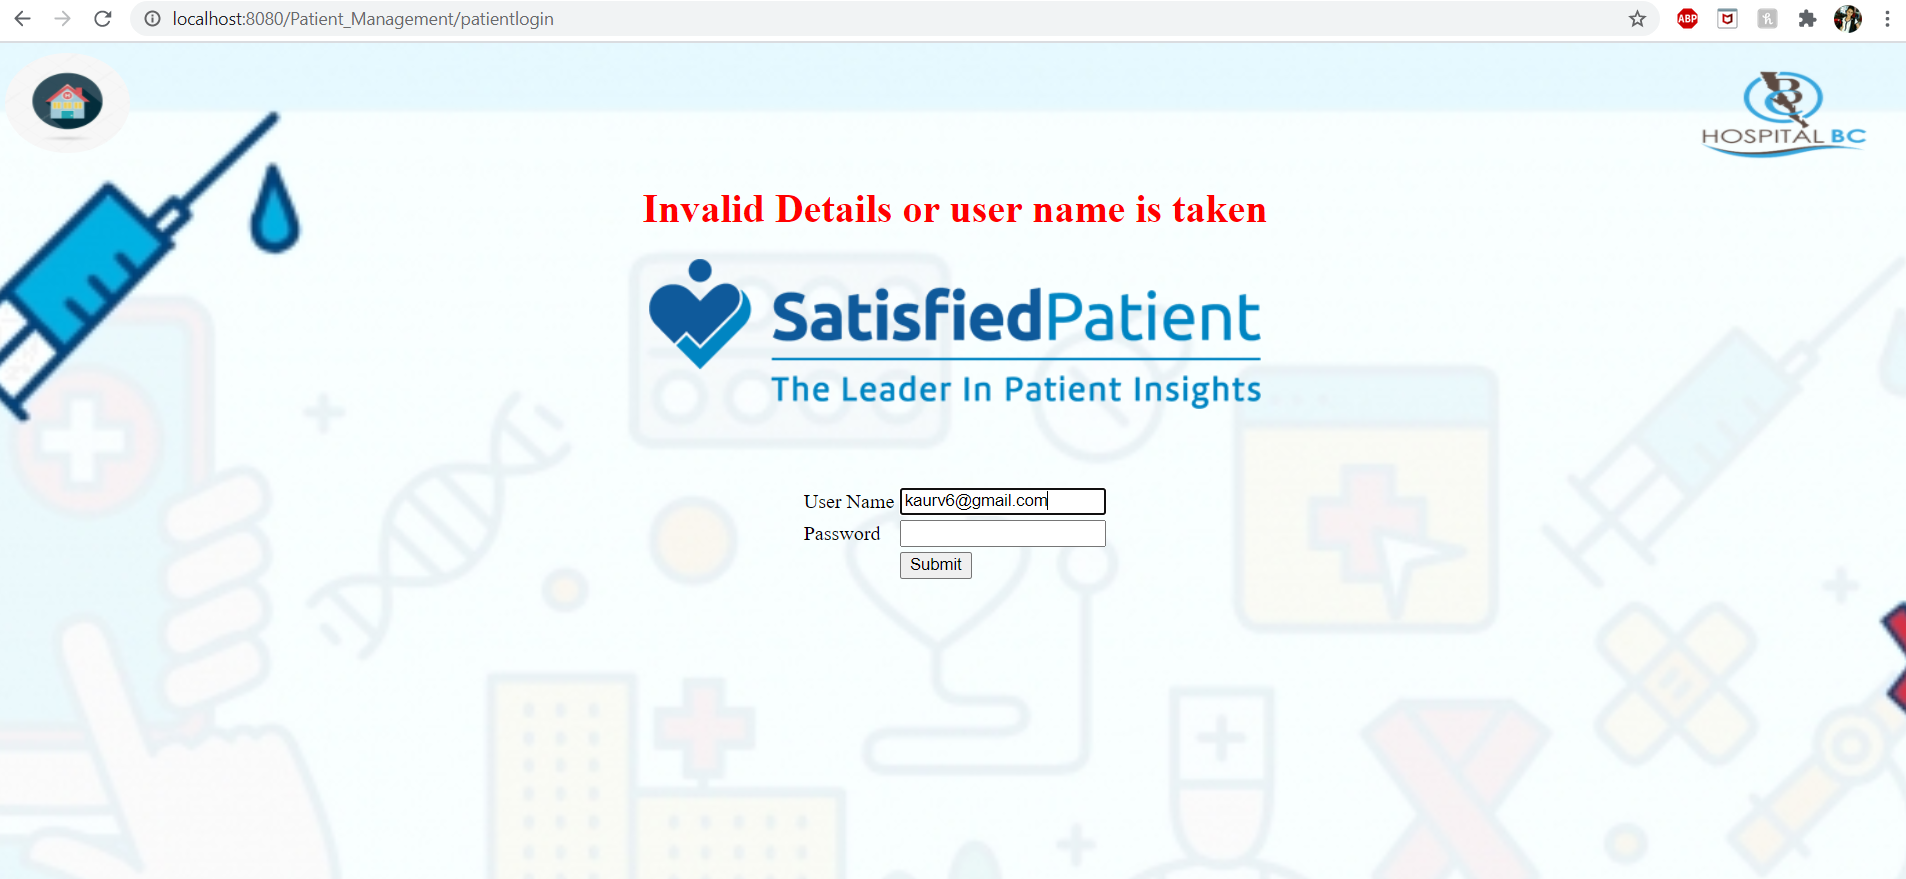 localhost:8080/Patient_Management/patientlogin
ABP
HOSPITAL BC
Invalid Details or user name is taken
SatisfiedPatient
The Leader In Patient Insights
User Name kaurv6@gmail.com
Password
Submit